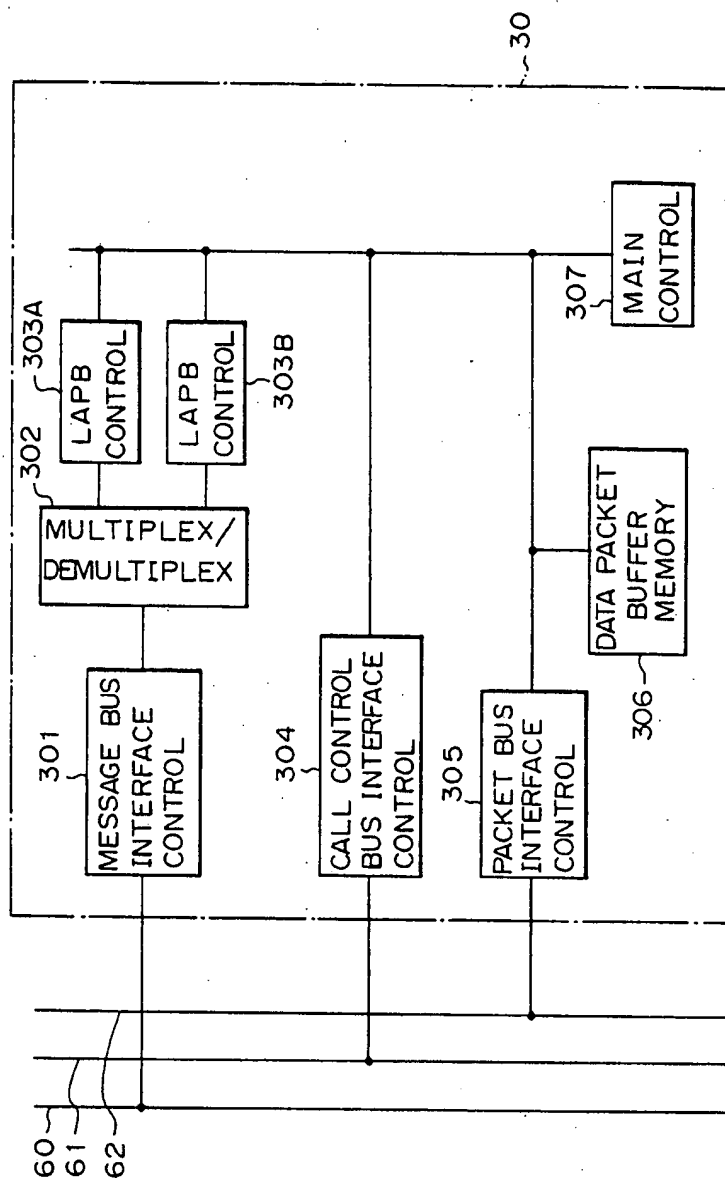 30
303A
LAPB
CONTROL
303B
LAPB
CONTROL
302
MULTIPLEX/
DEMULTIPLEX
301
MESSAGE BUS
INTERFACE
CONTROL
304
CALL CONTROL
BUS INTERFACE
CONTROL
305
PACKET BUS
INTERFACE
CONTROL
306
DATA PACKET
BUFFER
MEMORY
307
MAIN
CONTROL
60
61
62